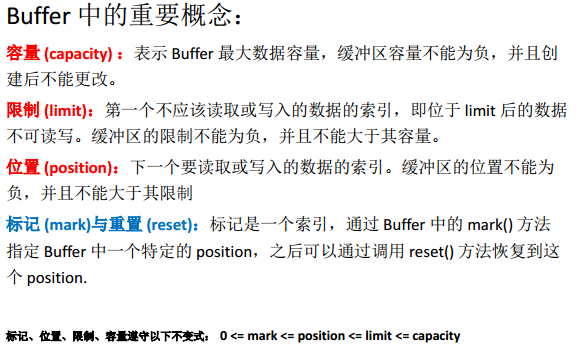 Buffer 中的重要概念：
容量 (capacity) ：表示 Buffer 最大数据容量，缓冲区容量不能为负，并且创
建后不能更改。
限制 (limit)：第一个不应该读取或写入的数据的索引，即位于 limit 后的数据
不可读写。缓冲区的限制不能为负，并且不能大于其容量。
位置 (position)：下一个要读取或写入的数据的索引。缓冲区的位置不能为
负，并且不能大于其限制
标记 (mark)与重置 (reset)：标记是一个索引，通过 Buffer 中的 mark() 方法
指定 Buffer 中一个特定的 position，之后可以通过调用 reset() 方法恢复到这
个 position.
标记、位置、限制、容量遵守以下不变式： 0 <= mark <= position <= limit <= capacity